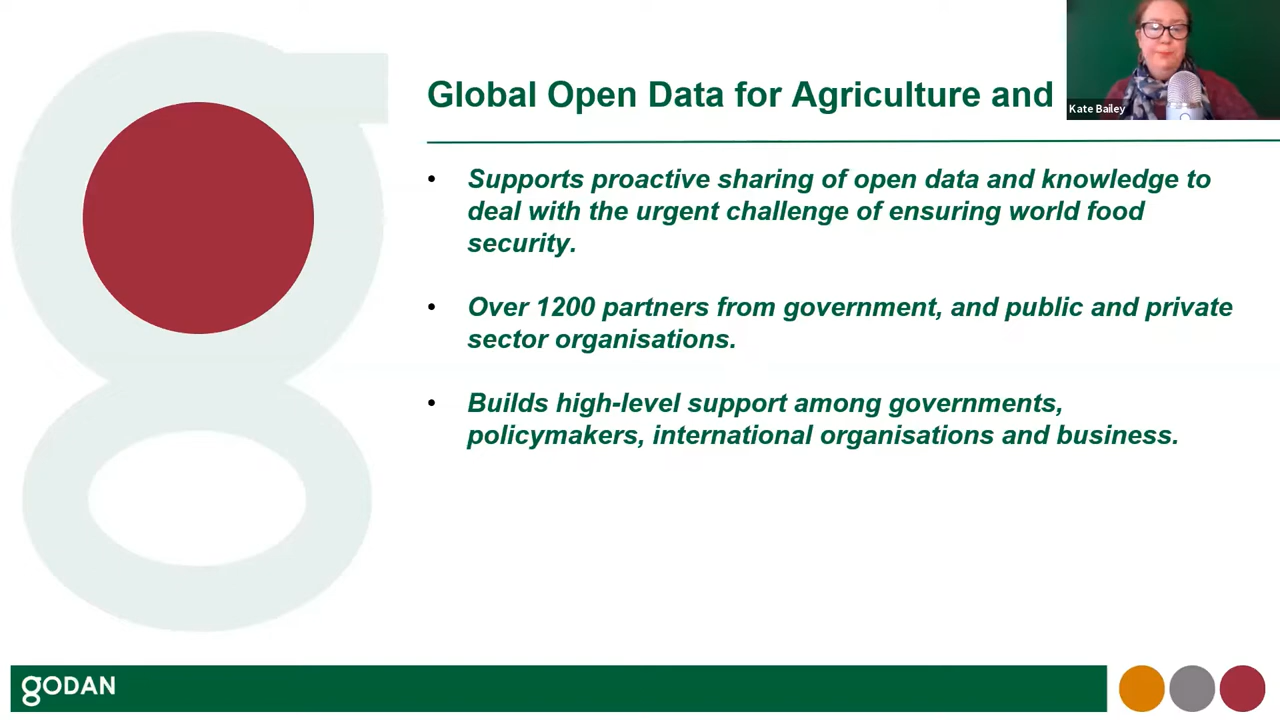 Global Open Data for Agriculture and
Kate Bailey
• Supports proactive sharing of open data and knowledge to
deal with the urgent challenge of ensuring world food
security.
• Over 1200 partners from government, and public and private
sector organisations.
• Builds high-level support among governments,
policymakers, international organisations and business.
gODAN